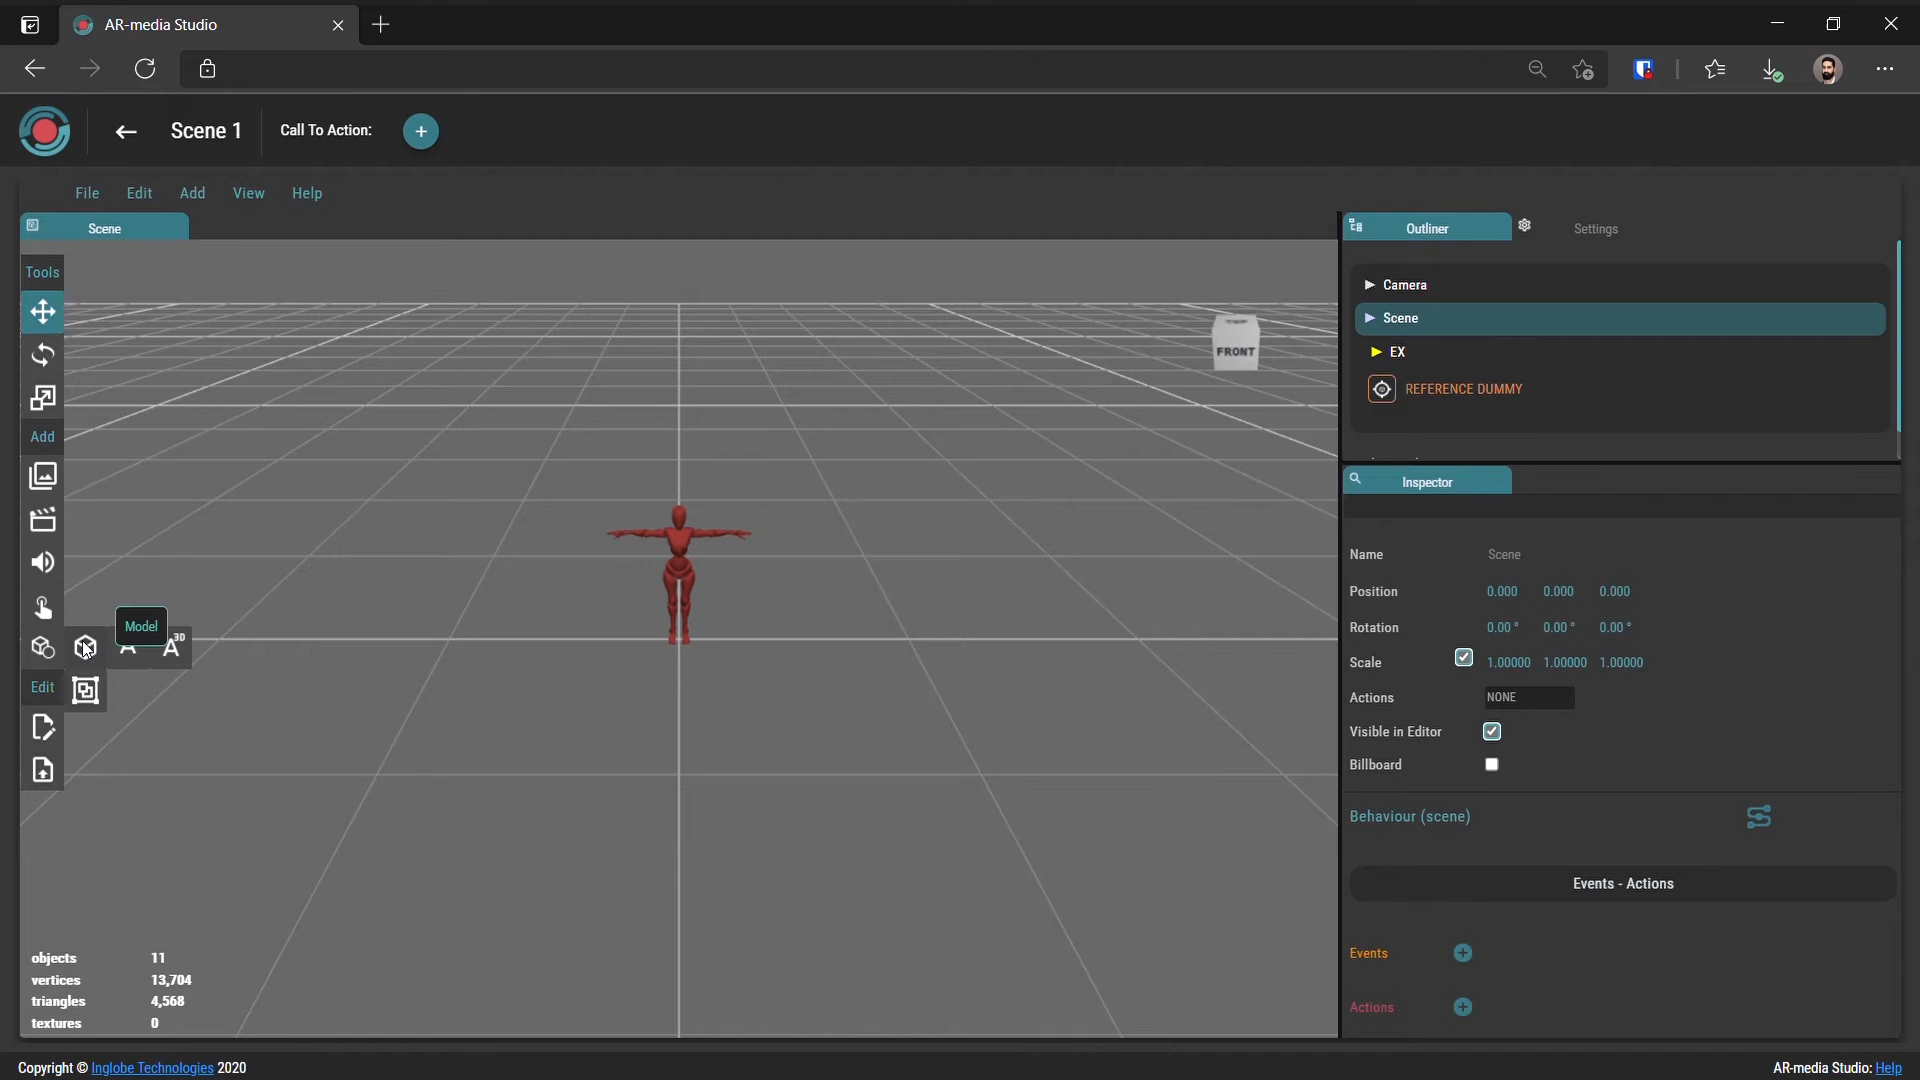 AR-media Studio
Scene 1
Call To Action:
File
Edit
Add
View
Help
Scene
Outliner
Settings
Tools
Camera
Scene
EX
REFERENCE DUMMY
FRONT
Add
Inspector
Name
Scene
Position
0.000 0.000 0.000
Rotation
0.00 ° 0.00 ° 0.00 °
Scale
1.00000 1.00000 1.00000
Model
A
A 3D
Edit
Actions
NONE
Visible in Editor
Billboard
Behaviour (scene)
Events - Actions
Events
Actions
objects 11
vertices 13,704
triangles 4,568
textures 0
Copyright © Inglobe Technologies 2020
AR-media Studio: Help